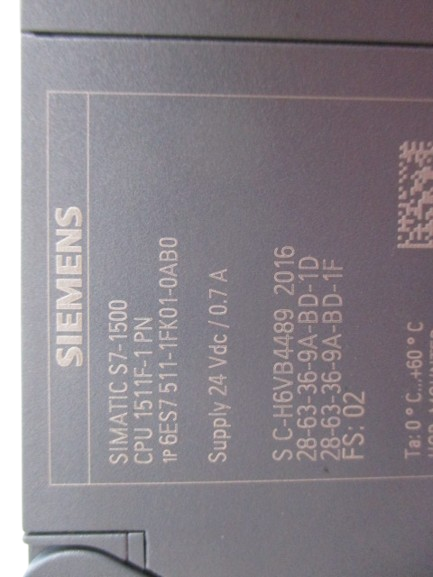 SIEMENS
SIMATIC S7-1500
CPU 1511F-1 PN
1P 6ES7 511-1FK01-0AB0
Supply 24 Vdc / 0.7 A
S C-H6VB4489 2016
28-63-36-9A-BD-1D
28-63-36-9A-BD-1F
FS: 02
Ta: 0 ° C...+60 ° C